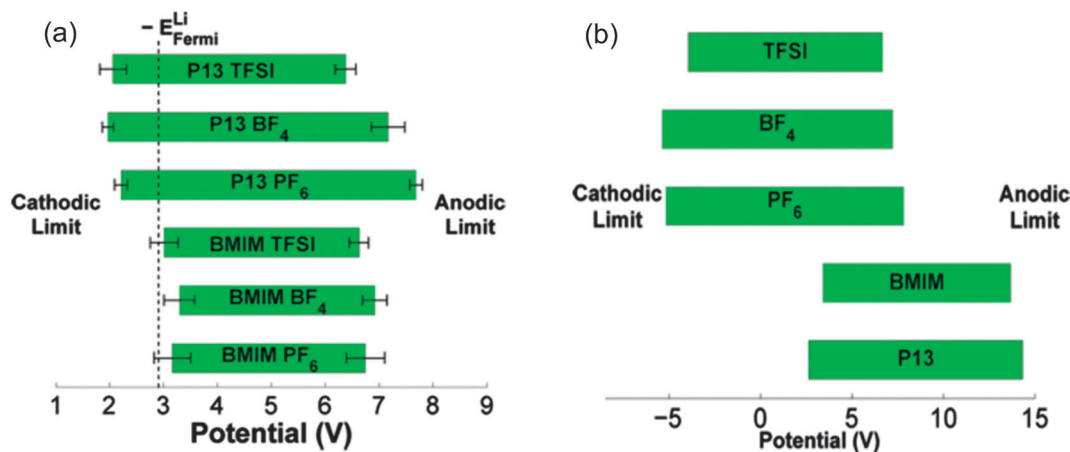 (a)
− E^Li_Fermi
P13 TFSI
P13 BF₄
P13 PF₆
BMIM TFSI
BMIM BF₄
BMIM PF₆
Cathodic
Limit
Anodic
Limit
1 2 3 4 5 6 7 8 9
Potential (V)
(b)
TFSI
BF₄
PF₆
BMIM
P13
Cathodic
Limit
Anodic
Limit
−5 0 5 10 15
Potential (V)